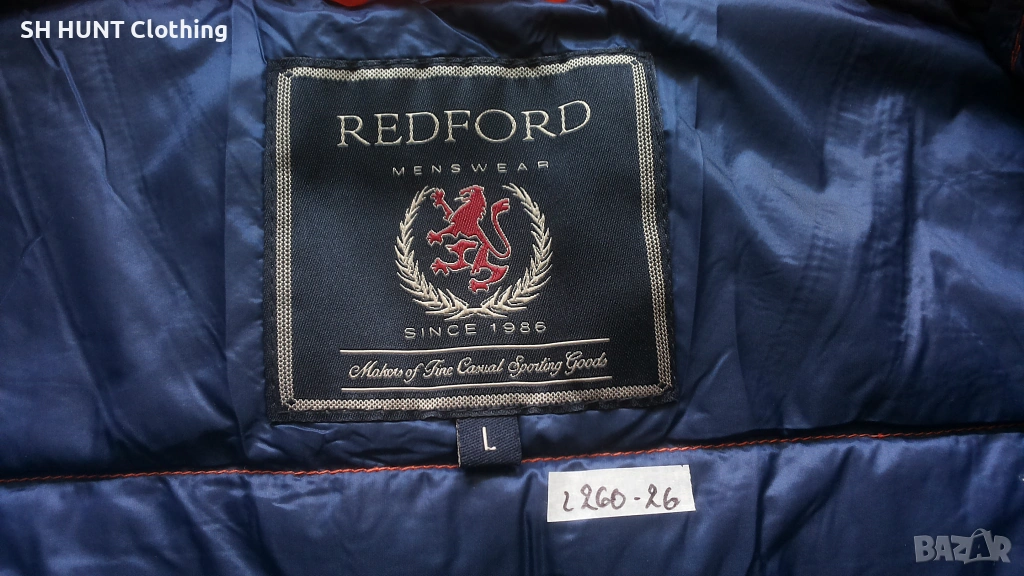 SH HUNT Clothing
REDFORD
MENSWEAR
SINCE 1986
Makers of Fine Casual Sporting Goods
L
2260-26
BAZAR